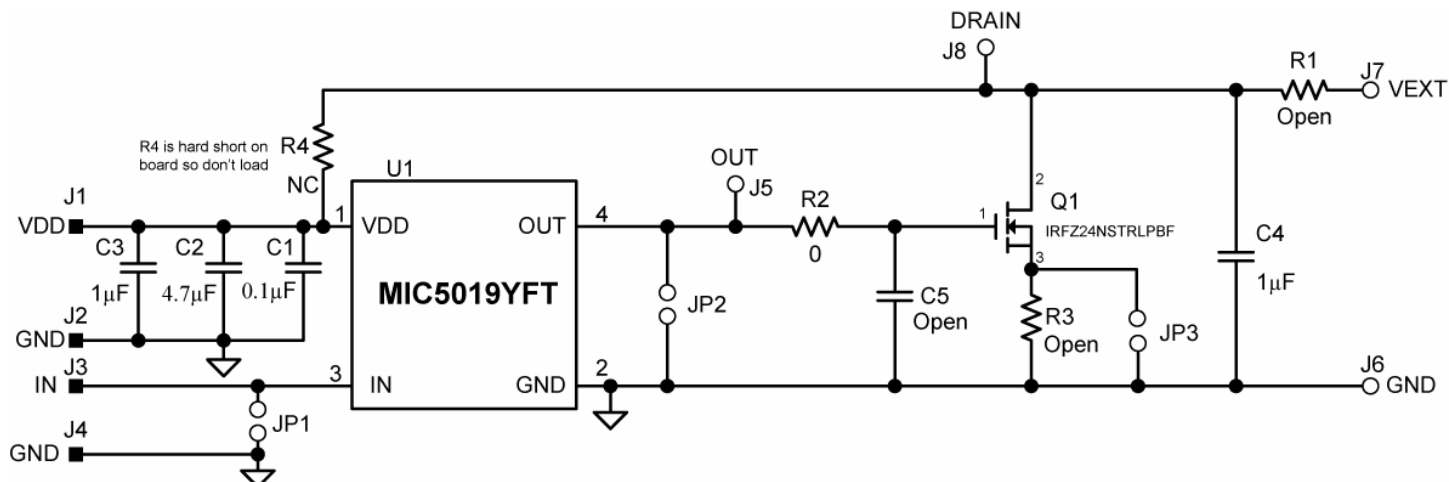 DRAIN
J8
R1
J7
VEXT
Open
R4 is hard short on
board so don't load
R4
NC
U1
OUT
J5
J1
VDD
1
VDD
OUT
4
R2
0
1
2
Q1
IRFZ24NSTRLPBF
3
C4
1µF
C3
1µF
C2
4.7µF
C1
0.1µF
MIC5019YFT
JP2
C5
Open
R3
Open
JP3
J2
GND
J3
IN
3
IN
GND
2
J6
GND
JP1
J4
GND